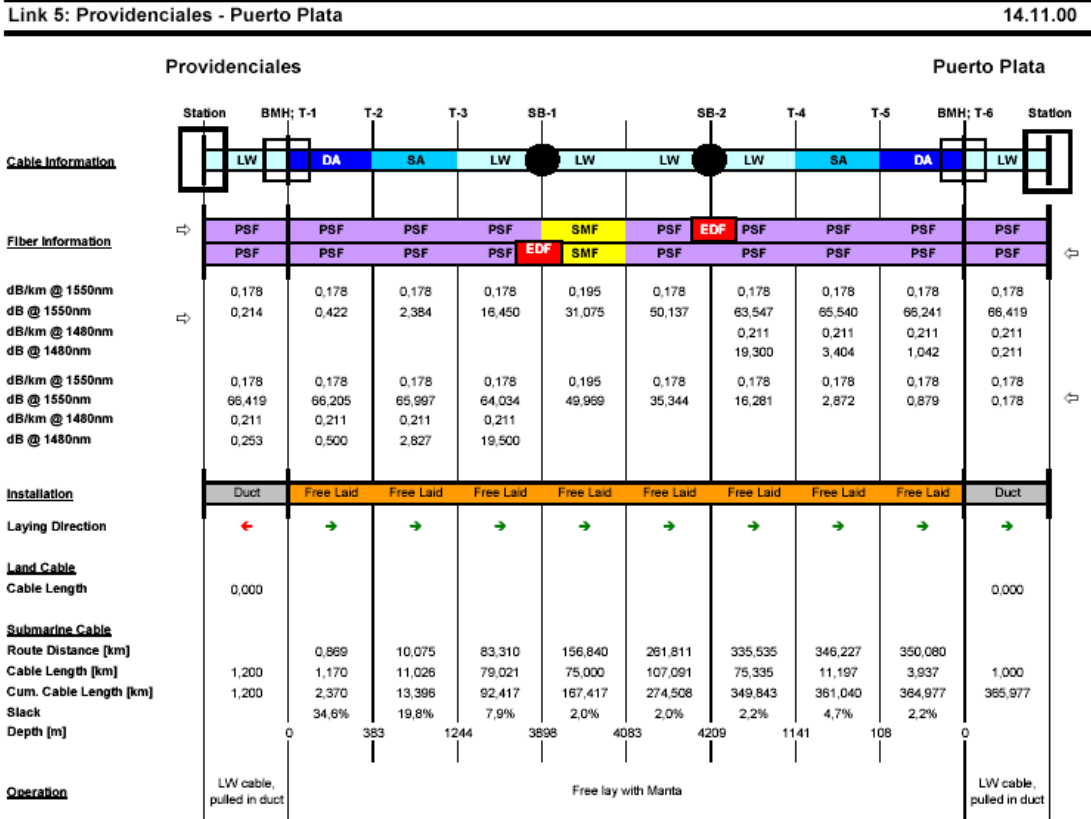 Link 5: Providenciales - Puerto Plata 14.11.00
Providenciales Puerto Plata
Station BMH; T-1 T-2 T-3 SB-1 SB-2 T-4 T-5 BMH; T-6 Station
Cable Information LW DA SA LW LW LW LW SA DA LW
PSF PSF PSF PSF SMF PSF EDF PSF PSF PSF PSF
Fiber Information
PSF PSF PSF PSF EDF SMF PSF PSF PSF PSF PSF
dB/km @ 1550nm 0,178 0,178 0,178 0,178 0,195 0,178 0,178 0,178 0,178 0,178
dB @ 1550nm 0,214 0,422 2,384 16,450 31,075 50,137 63,547 65,540 66,241 66,419
dB/km @ 1480nm 0,211 0,211 0,211 0,211
dB @ 1480nm 19,300 3,404 1,042 0,211
dB/km @ 1550nm 0,178 0,178 0,178 0,178 0,195 0,178 0,178 0,178 0,178 0,178
dB @ 1550nm 66,419 66,205 65,997 64,034 49,969 35,344 16,281 2,872 0,879 0,178
dB/km @ 1480nm 0,211 0,211 0,211 0,211
dB @ 1480nm 0,253 0,500 2,827 19,500
Installation Duct Free Laid Free Laid Free Laid Free Laid Free Laid Free Laid Free Laid Free Laid Duct
Laying Direction
Land Cable
Cable Length 0,000 0,000
Submarine Cable
Route Distance [km] 0,869 10,075 83,310 156,840 261,811 335,535 346,227 350,080
Cable Length [km] 1,200 1,170 11,026 79,021 75,000 107,091 75,335 11,197 3,937 1,000
Cum. Cable Length [km] 1,200 2,370 13,396 92,417 167,417 274,508 349,843 361,040 364,977 365,977
Slack 34,6% 19,8% 7,9% 2,0% 2,0% 2,2% 4,7% 2,2%
Depth [m] 0 383 1244 3898 4083 4209 1141 108 0
Operation LW cable, pulled in duct Free lay with Manta LW cable, pulled in duct